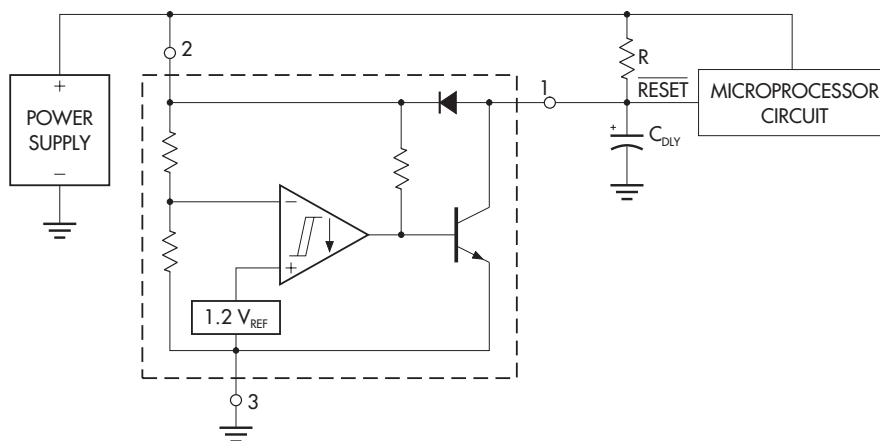 2
+
POWER
SUPPLY
−
1
R
RESET
MICROPROCESSOR
CIRCUIT
+
C_DLY
−
+
1.2 V_REF
3